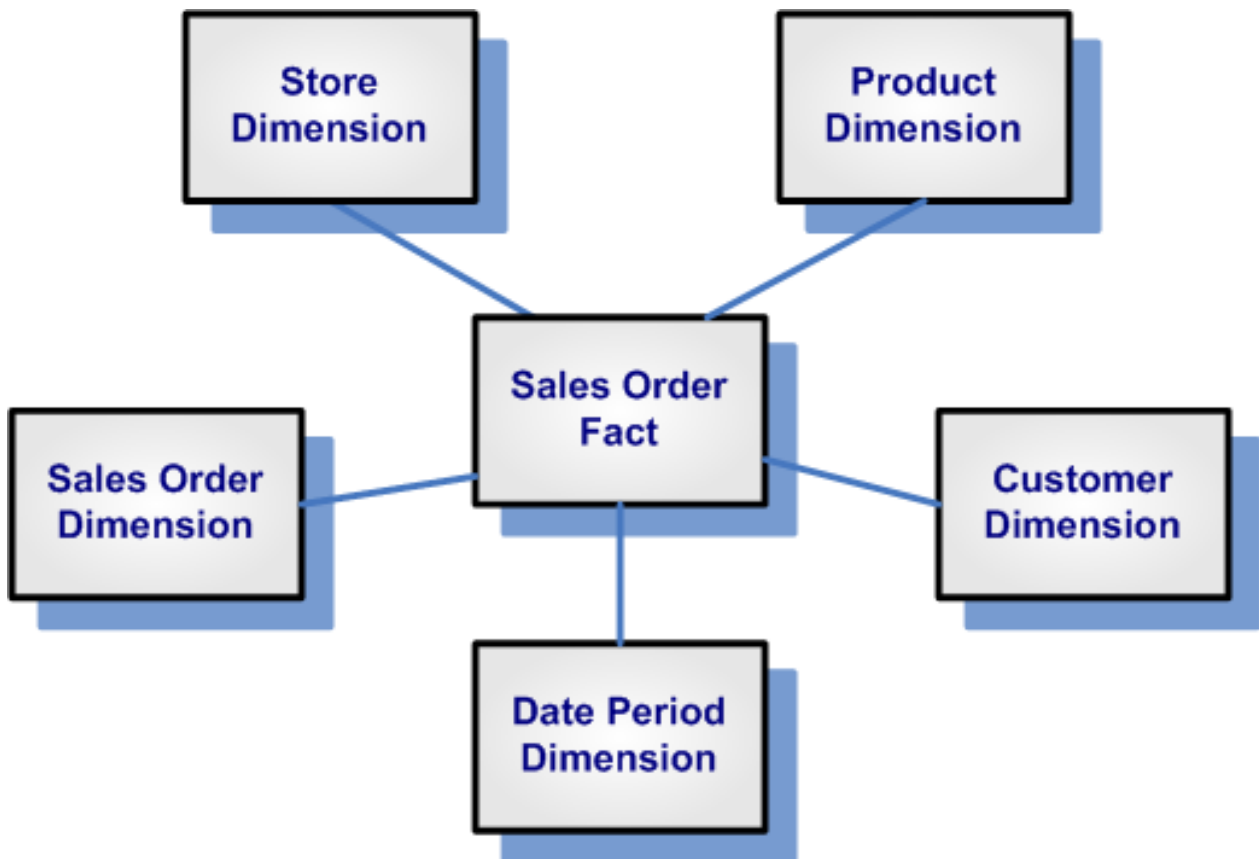 Store
Dimension
Product
Dimension
Sales Order
Fact
Sales Order
Dimension
Customer
Dimension
Date Period
Dimension